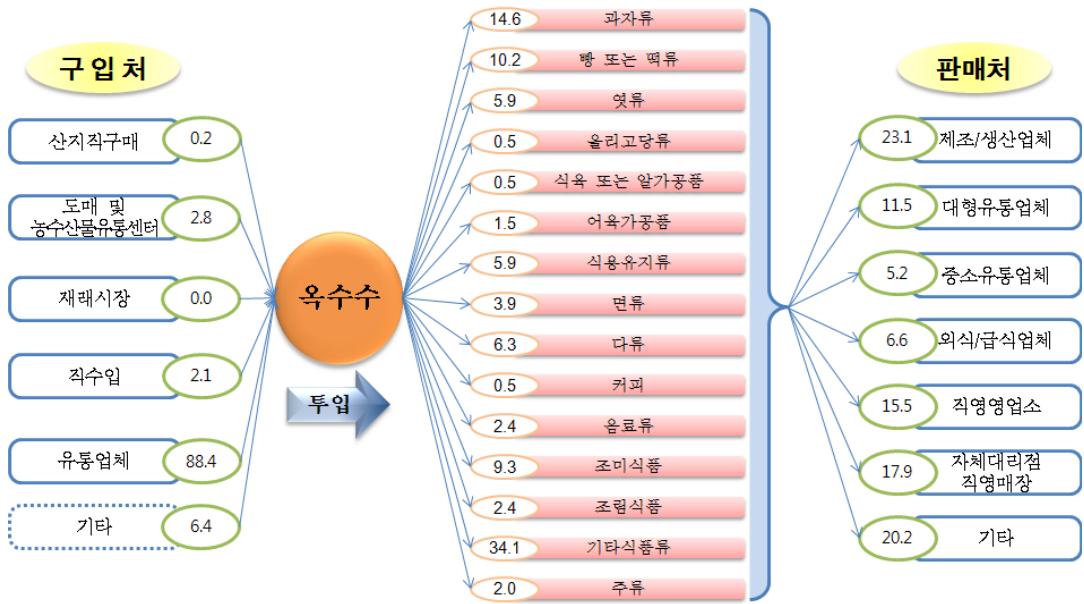 구입처
산지직구매
0.2
도매 및
농수산물유통센터
2.8
재래시장
0.0
직수입
2.1
유통업체
88.4
기타
6.4
옥수수
투입
14.6
과자류
10.2
빵 또는 떡류
5.9
엿류
0.5
올리고당류
0.5
식육 또는 알가공품
1.5
어육가공품
5.9
식용유지류
3.9
면류
6.3
다류
0.5
커피
2.4
음료류
9.3
조미식품
2.4
조림식품
34.1
기타식품류
2.0
주류
판매처
23.1
제조/생산업체
11.5
대형유통업체
5.2
중소유통업체
6.6
외식/급식업체
15.5
직영영업소
17.9
자체대리점
직영매장
20.2
기타